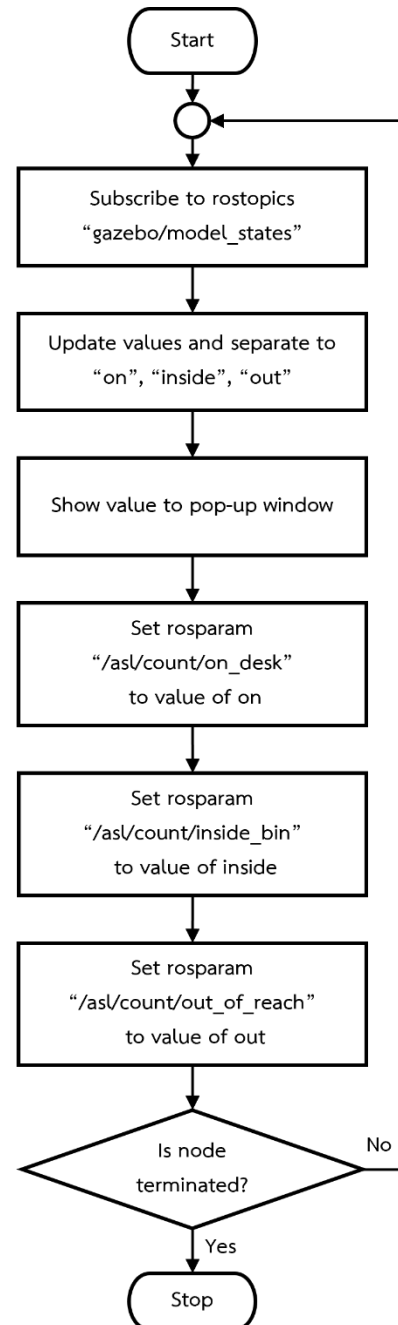 Start
Subscribe to rostopics
“gazebo/model_states”
Update values and separate to
“on”, “inside”, “out”
Show value to pop-up window
Set rosparam
“/asl/count/on_desk”
to value of on
Set rosparam
“/asl/count/inside_bin”
to value of inside
Set rosparam
“/asl/count/out_of_reach”
to value of out
Is node
terminated?
No
Yes
Stop